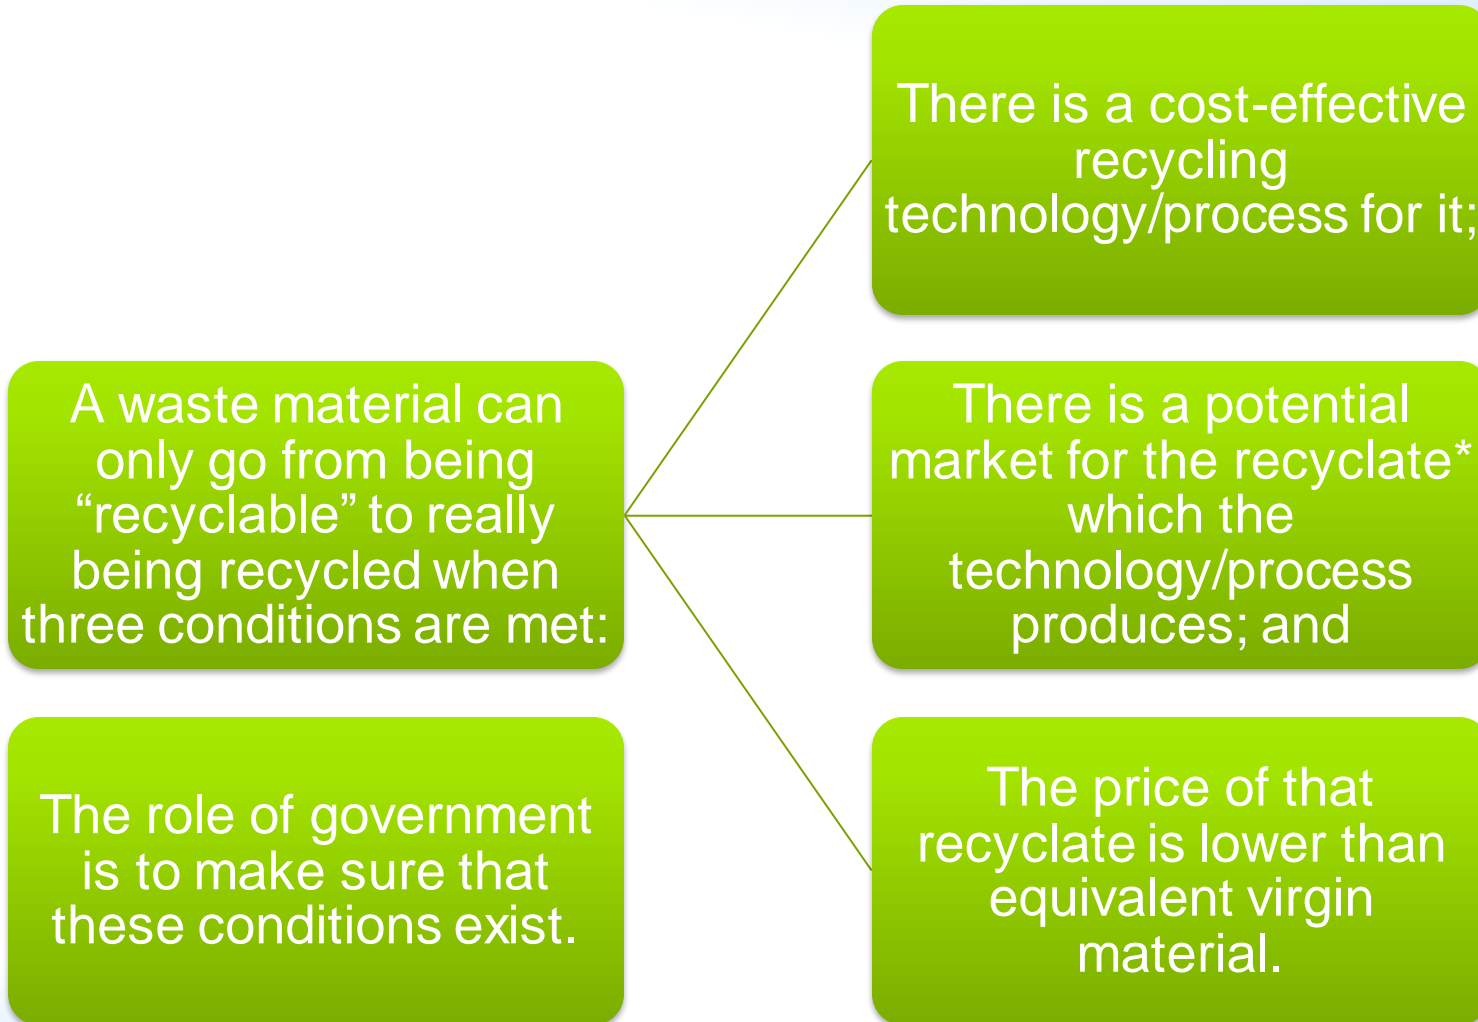 A waste material can
only go from being
“recyclable” to really
being recycled when
three conditions are met:
There is a cost-effective
recycling
technology/process for it;
There is a potential
market for the recyclate*
which the
technology/process
produces; and
The price of that
recyclate is lower than
equivalent virgin
material.
The role of government
is to make sure that
these conditions exist.